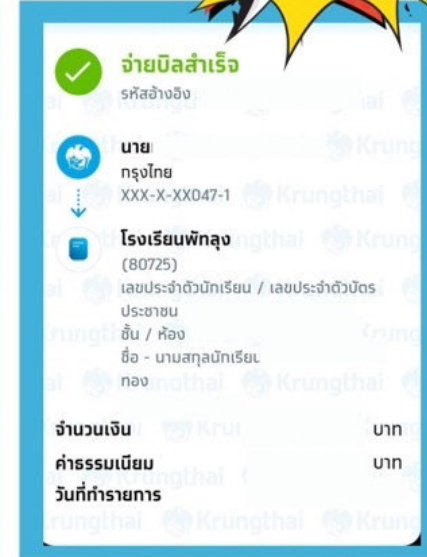 จ่ายบิลสำเร็จ
รหัสอ้างอิง
นาย
กรุงไทย
XXX-X-XX047-1
โรงเรียนพัทลุง
(80725)
เลขประจำตัวนักเรียน / เลขประจำตัวบัตร
ประชาชน
ชั้น / ห้อง
ชื่อ - นามสกุลนักเรียน
ทอง
จำนวนเงิน บาท
ค่าธรรมเนียม บาท
วันที่ทำรายการ
Krungthai